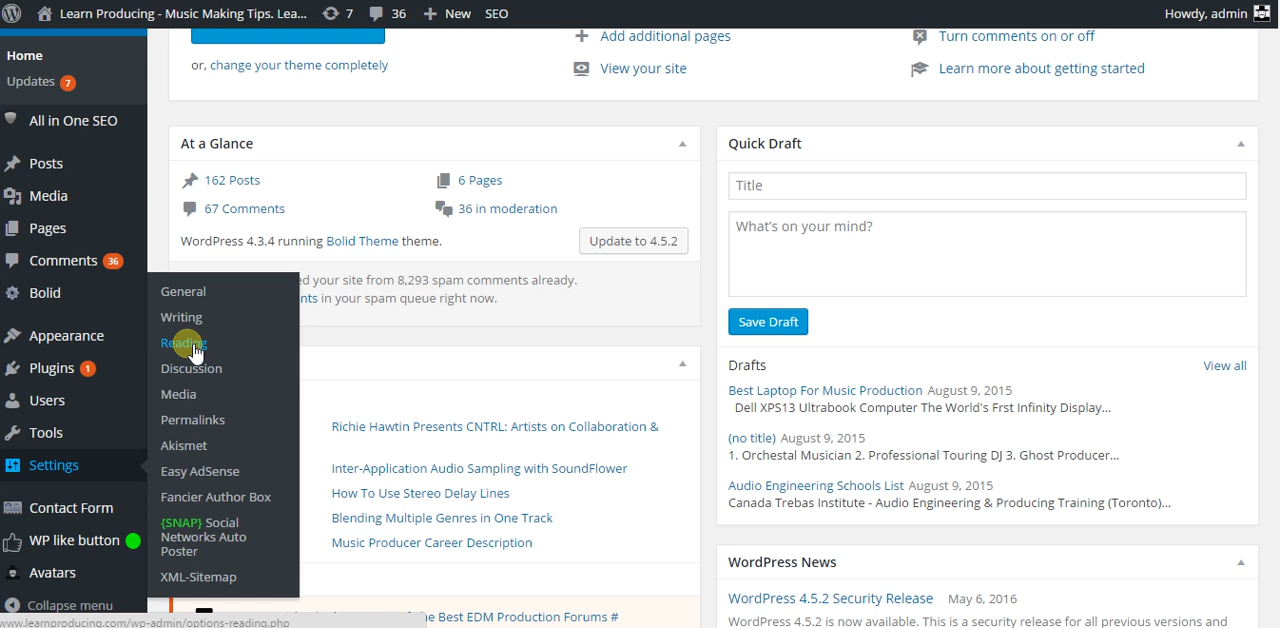 Learn Producing - Music Making Tips. Lea... 7 36 New SEO Howdy, admin
Home
Updates 7
All in One SEO
Posts
Media
Pages
Comments 36
Bolid
Appearance
Plugins 1
Users
Tools
Settings
Contact Form
WP like button
Avatars
Collapse menu
General
Writing
Reading
Discussion
Media
Permalinks
Akismet
Easy AdSense
Fancier Author Box
{SNAP} Social
Networks Auto
Poster
XML-Sitemap
or, change your theme completely
Add additional pages
View your site
Turn comments on or off
Learn more about getting started
At a Glance
162 Posts
6 Pages
67 Comments
36 in moderation
WordPress 4.3.4 running Bolid Theme theme.
Update to 4.5.2
ed your site from 8,293 spam comments already.
nts in your spam queue right now.
Richie Hawtin Presents CNTRL: Artists on Collaboration &
Inter-Application Audio Sampling with SoundFlower
How To Use Stereo Delay Lines
Blending Multiple Genres in One Track
Music Producer Career Description
e Best EDM Production Forums #
Quick Draft
Title
What's on your mind?
Save Draft
Drafts View all
Best Laptop For Music Production August 9, 2015
Dell XPS13 Ultrabook Computer The World's Frst Infinity Display...
(no title) August 9, 2015
1. Orchestal Musician 2. Professional Touring DJ 3. Ghost Producer...
Audio Engineering Schools List August 9, 2015
Canada Trebas Institute - Audio Engineering & Producing Training (Toronto)...
WordPress News
WordPress 4.5.2 Security Release May 6, 2016
WordPress 4.5.2 is now available. This is a security release for all previous versions and
www.learnproducing.com/wp-admin/options-reading.php